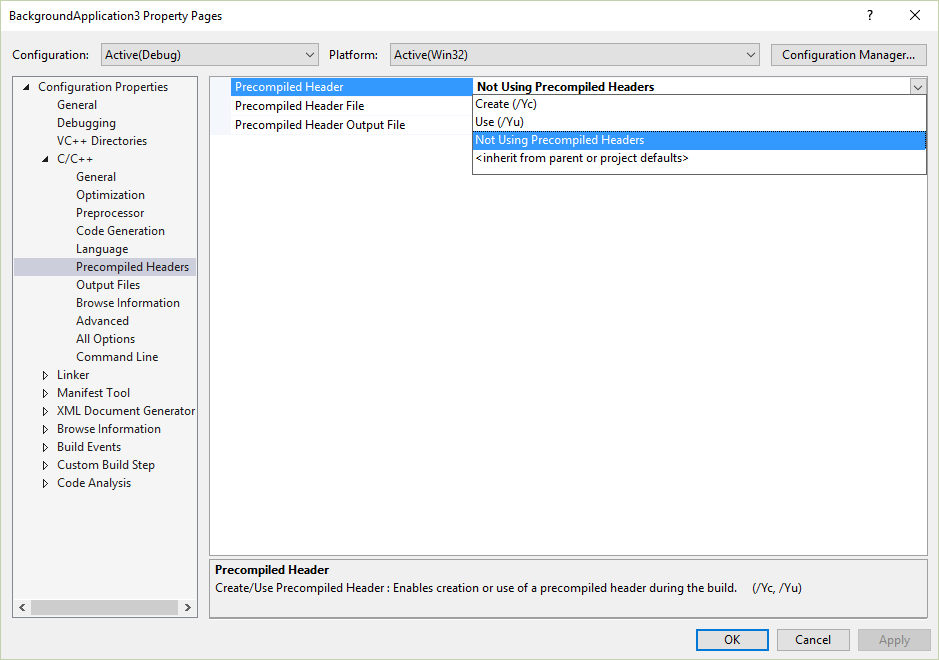 BackgroundApplication3 Property Pages
?
Configuration: Active(Debug) Platform: Active(Win32) Configuration Manager...
Configuration Properties
General
Debugging
VC++ Directories
C/C++
General
Optimization
Preprocessor
Code Generation
Language
Precompiled Headers
Output Files
Browse Information
Advanced
All Options
Command Line
Linker
Manifest Tool
XML Document Generator
Browse Information
Build Events
Custom Build Step
Code Analysis
Precompiled Header Not Using Precompiled Headers
Precompiled Header File
Precompiled Header Output File
Create (/Yc)
Use (/Yu)
Not Using Precompiled Headers
<inherit from parent or project defaults>
Precompiled Header
Create/Use Precompiled Header : Enables creation or use of a precompiled header during the build. (/Yc, /Yu)
OK Cancel Apply